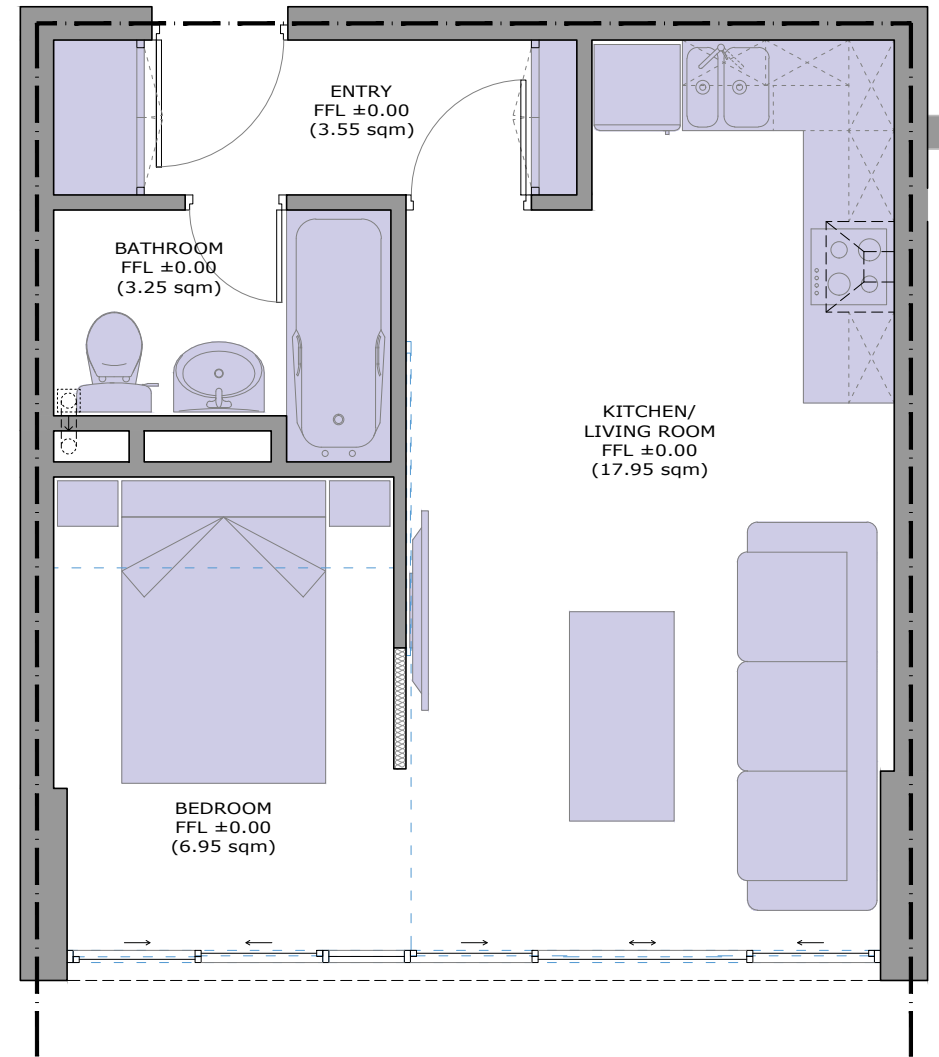 ENTRY
FFL ±0.00
(3.55 sqm)
BATHROOM
FFL ±0.00
(3.25 sqm)
KITCHEN/
LIVING ROOM
FFL ±0.00
(17.95 sqm)
BEDROOM
FFL ±0.00
(6.95 sqm)